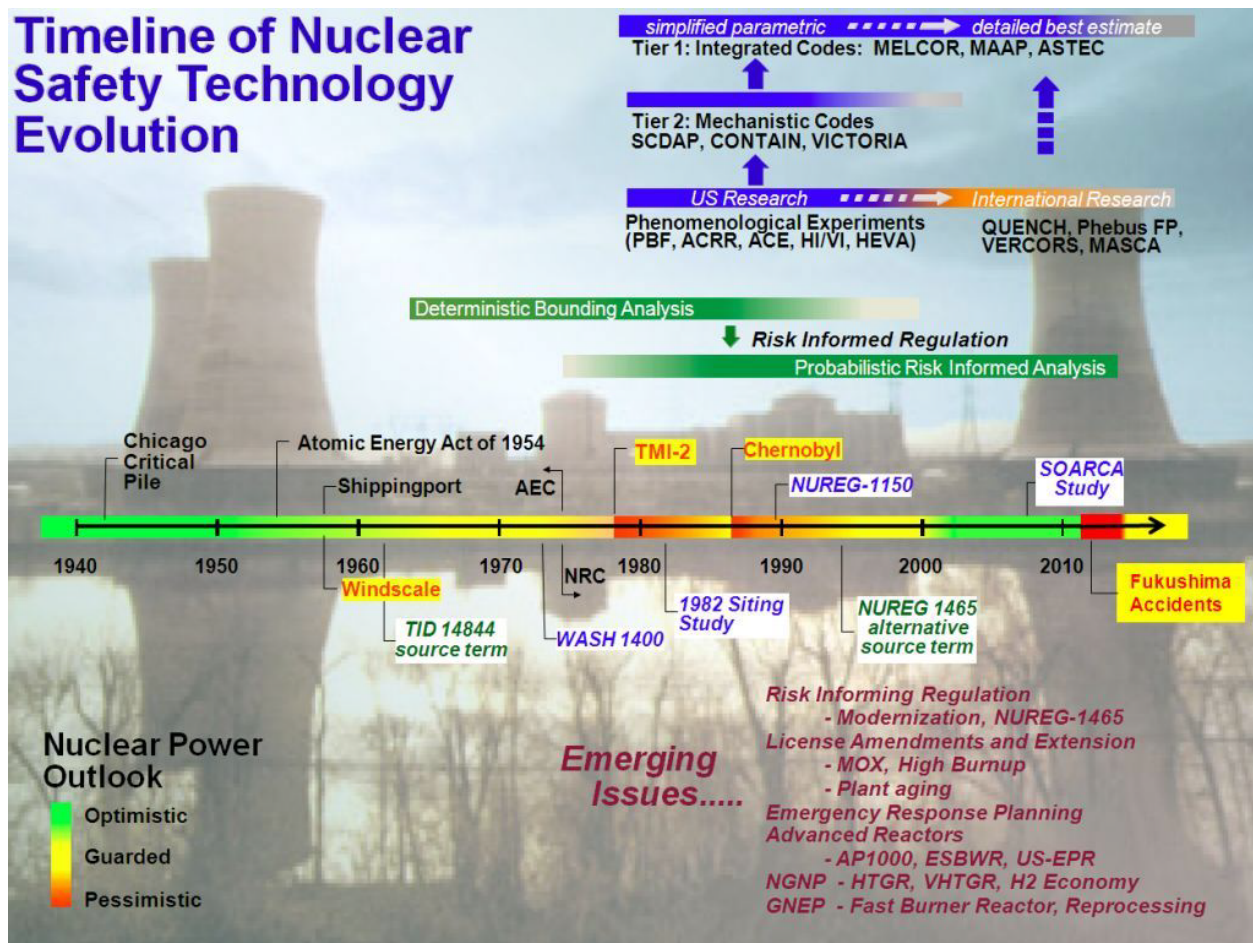 Timeline of Nuclear
Safety Technology
Evolution
simplified parametric
detailed best estimate
Tier 1: Integrated Codes: MELCOR, MAAP, ASTEC
Tier 2: Mechanistic Codes
SCDAP, CONTAIN, VICTORIA
US Research
International Research
Phenomenological Experiments
(PBF, ACRR, ACE, HI/VI, HEVA)
QUENCH, Phebus FP,
VERCORS, MASCA
Deterministic Bounding Analysis
Risk Informed Regulation
Probabilistic Risk Informed Analysis
Chicago
Critical
Pile
Atomic Energy Act of 1954
Shippingport
AEC
TMI-2
Chernobyl
NUREG-1150
SOARCA
Study
1940
1950
1960
1970
1980
1990
2000
2010
Windscale
TID 14844
source term
NRC
WASH 1400
1982 Siting
Study
NUREG 1465
alternative
source term
Fukushima
Accidents
Nuclear Power
Outlook
Optimistic
Guarded
Pessimistic
Emerging
Issues.....
Risk Informing Regulation
- Modernization, NUREG-1465
License Amendments and Extension
- MOX, High Burnup
- Plant aging
Emergency Response Planning
Advanced Reactors
- AP1000, ESBWR, US-EPR
NGNP - HTGR, VHTGR, H2 Economy
GNEP - Fast Burner Reactor, Reprocessing